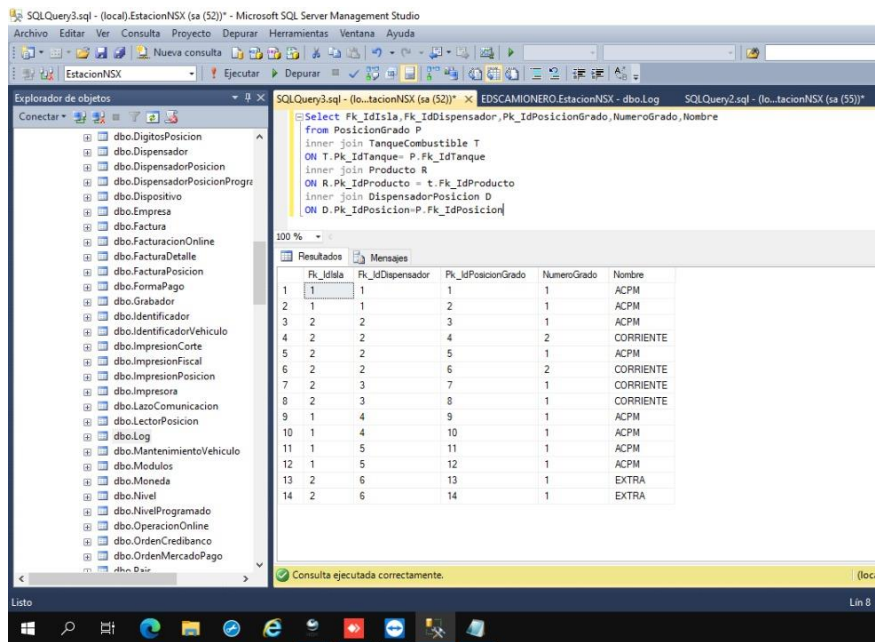 SQLQuery3.sql - (local).EstacionNSX (sa (52))* - Microsoft SQL Server Management Studio
Archivo Editar Ver Consulta Proyecto Depurar Herramientas Ventana Ayuda
Nueva consulta
EstacionNSX Ejecutar Depurar
Explorador de objetos
Conectar
dbo.DigitosPosicion
dbo.Dispensador
dbo.DispensadorPosicion
dbo.DispensadorPosicionProgra
dbo.Dispositivo
dbo.Empresa
dbo.Factura
dbo.FacturacionOnline
dbo.FacturaDetalle
dbo.FacturaPosicion
dbo.FormaPago
dbo.Grabador
dbo.Identificador
dbo.IdentificadorVehiculo
dbo.ImpresionCorte
dbo.ImpresionFiscal
dbo.ImpresionPosicion
dbo.Impresora
dbo.LazoComunicacion
dbo.LectorPosicion
dbo.Log
dbo.MantenimientoVehiculo
dbo.Modulos
dbo.Moneda
dbo.Nivel
dbo.NivelProgramado
dbo.OperacionOnline
dbo.OrdenCredibanco
dbo.OrdenMercadoPago
dbo.Pais
SQLQuery3.sql - (lo...tacionNSX (sa (52))* EDSCAMIONERO.EstacionNSX - dbo.Log SQLQuery2.sql - (lo...tacionNSX (sa (55))*
Select Fk_IdIsla,Fk_IdDispensador,Pk_IdPosicionGrado,NumeroGrado,Nombre
from PosicionGrado P
inner join TanqueCombustible T
ON T.Pk_IdTanque= P.Fk_IdTanque
inner join Producto R
ON R.Pk_IdProducto = t.Fk_IdProducto
inner join DispensadorPosicion D
ON D.Pk_IdPosicion=P.Fk_IdPosicion
100 %
Resultados Mensajes
Fk_IdIsla Fk_IdDispensador Pk_IdPosicionGrado NumeroGrado Nombre
1 1 1 1 1 ACPM
2 1 1 2 1 ACPM
3 2 2 3 1 ACPM
4 2 2 4 2 CORRIENTE
5 2 2 5 1 ACPM
6 2 2 6 2 CORRIENTE
7 2 3 7 1 CORRIENTE
8 2 3 8 1 CORRIENTE
9 1 4 9 1 ACPM
10 1 4 10 1 ACPM
11 1 5 11 1 ACPM
12 1 5 12 1 ACPM
13 2 6 13 1 EXTRA
14 2 6 14 1 EXTRA
Consulta ejecutada correctamente. (loca
Listo Lín 8